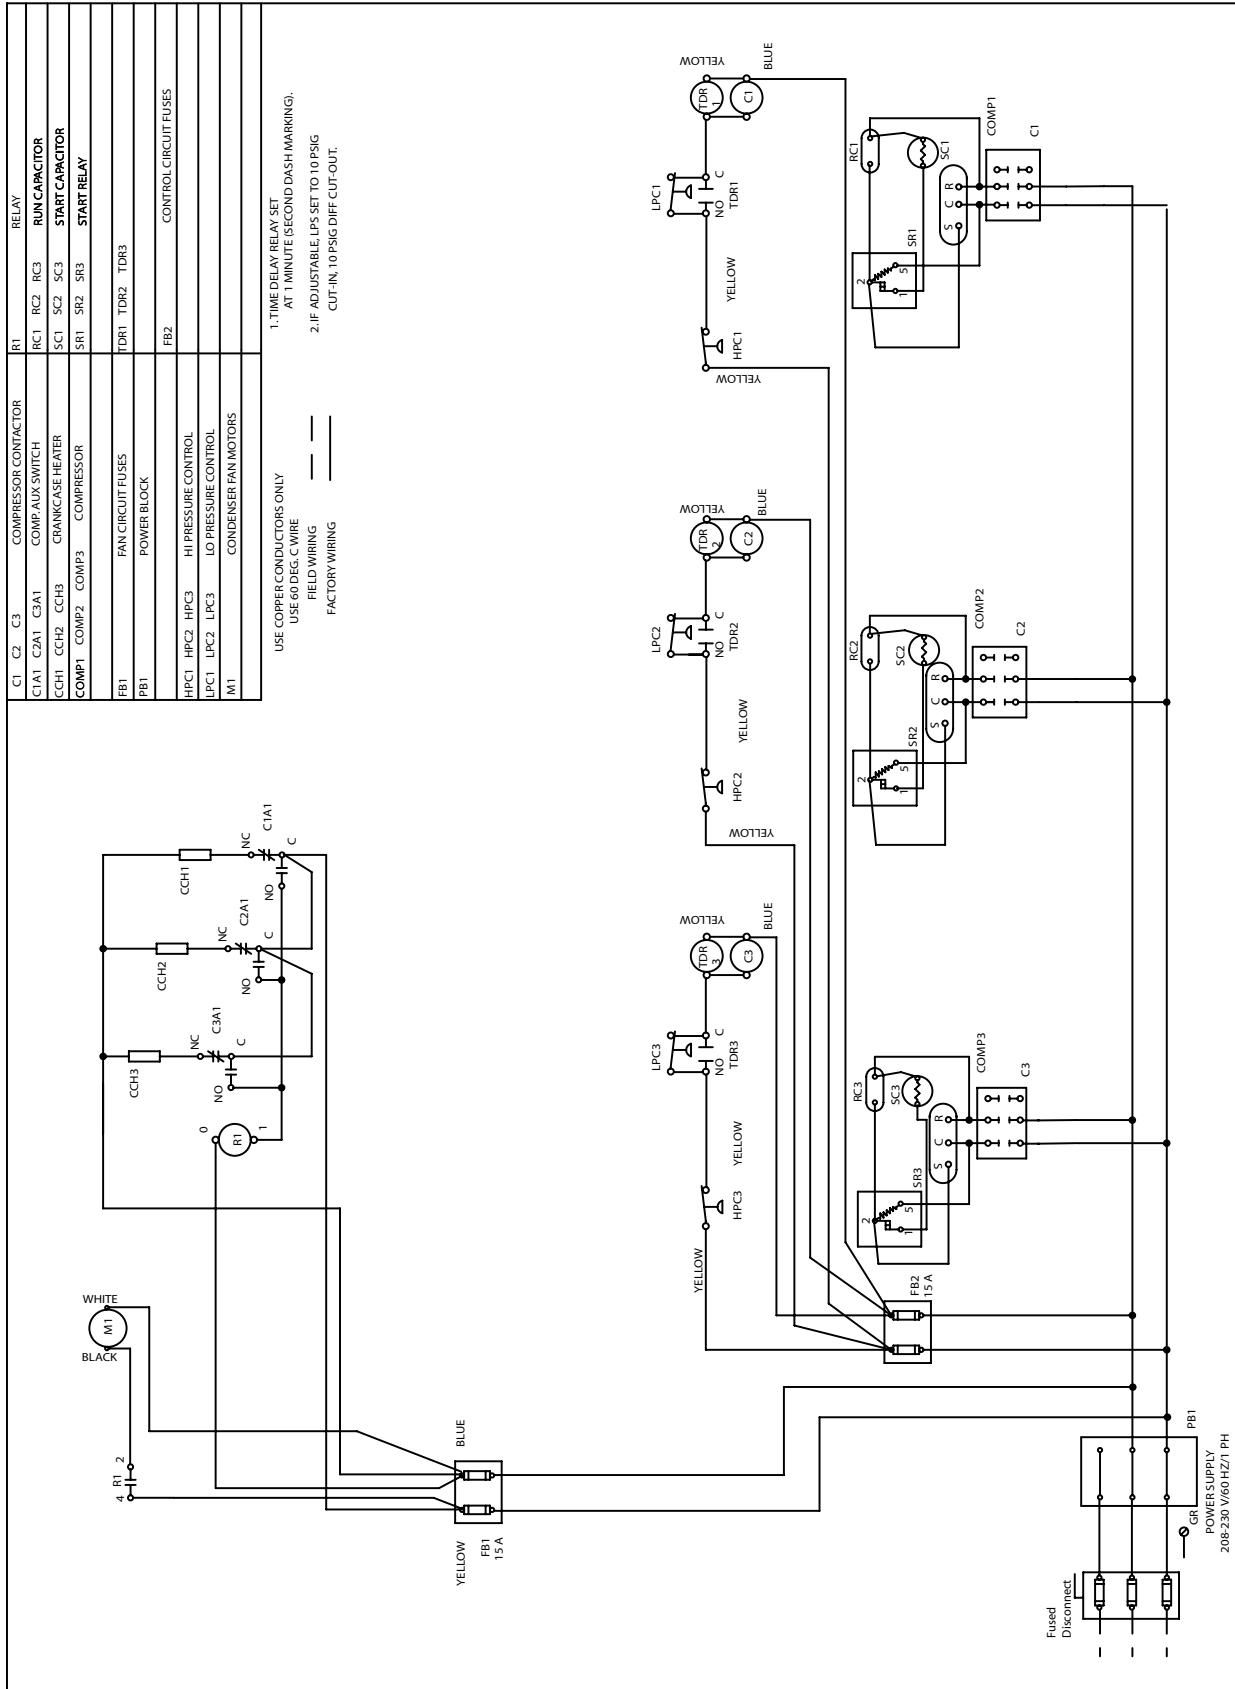 C1 C2 C3 COMPRESSOR CONTACTOR R1 RELAY
C1A1 C2A1 C3A1 COMP. AUX SWITCH RC1 RC2 RC3 RUN CAPACITOR
CCH1 CCH2 CCH3 CRANKCASE HEATER SC1 SC2 SC3 START CAPACITOR
COMP1 COMP2 COMP3 COMPRESSOR SR1 SR2 SR3 START RELAY
TDR1 TDR2 TDR3
FB1 FAN CIRCUIT FUSES
PB1 POWER BLOCK FB2 CONTROL CIRCUIT FUSES
HPC1 HPC2 HPC3 HI PRESSURE CONTROL
LPC1 LPC2 LPC3 LO PRESSURE CONTROL
M1 CONDENSER FAN MOTORS
USE COPPER CONDUCTORS ONLY
USE 60 DEG. C WIRE
FIELD WIRING
FACTORY WIRING
1. TIME DELAY RELAY SET
AT 1 MINUTE (SECOND DASH MARKING).
2. IF ADJUSTABLE, LPS SET TO 10 PSIG
CUT-IN, 10 PSIG DIFF CUT-OUT.
WHITE
M1
BLACK
4 R1 2
CCH3
NC
C3A1
C
NO
CCH2
NC
C2A1
C
NO
CCH1
NC
C1A1
C
NO
0
R1
1
YELLOW
BLUE
FB1
15 A
YELLOW
HPC3
YELLOW
LPC3
NO
C
TDR3
YELLOW
TDR
3
C3
BLUE
YELLOW
HPC2
YELLOW
LPC2
NO
C
TDR2
YELLOW
TDR
2
C2
BLUE
YELLOW
HPC1
YELLOW
LPC1
NO
C
TDR1
YELLOW
TDR
1
C1
BLUE
FB2
15 A
2
1
5
SR3
RC3
SC3
S C R
COMP3
C3
2
1
5
SR2
RC2
SC2
S C R
COMP2
C2
2
1
5
SR1
RC1
SC1
S C R
COMP1
C1
Fused
Disconnect
GR
PB1
POWER SUPPLY
208-230 V/60 HZ/1 PH